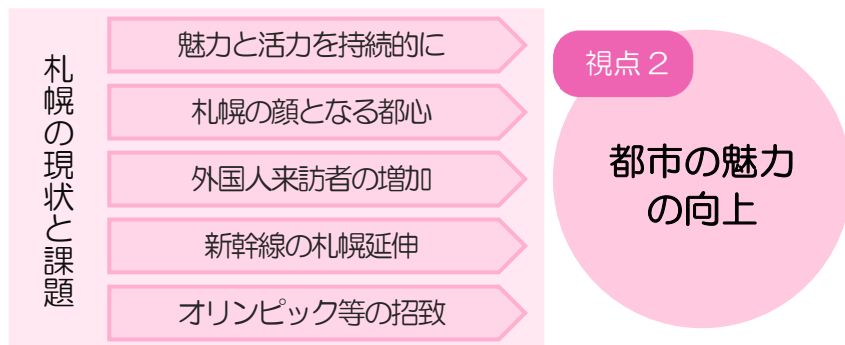 札幌の現状と課題
魅力と活力を持続的に
札幌の顔となる都心
外国人来訪者の増加
新幹線の札幌延伸
オリンピック等の招致
視点２
都市の魅力
の向上